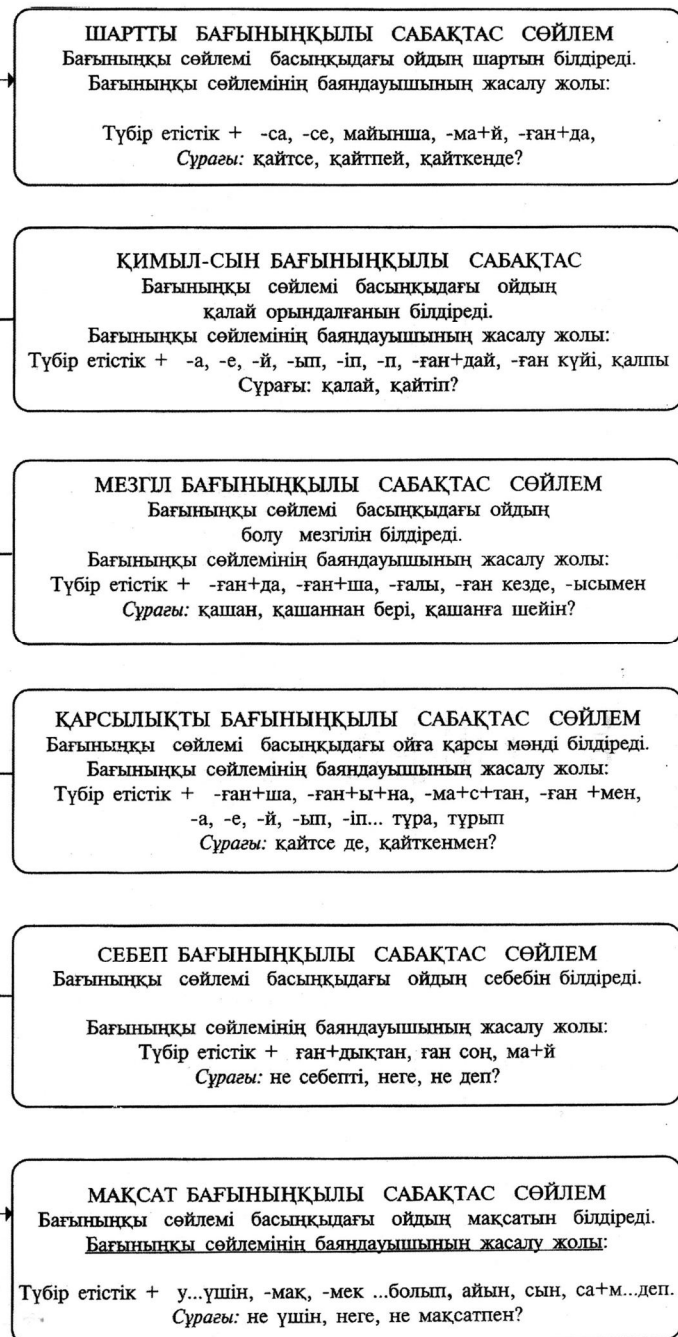 ШАРТТЫ БАҒЫНЫҢҚЫЛЫ САБАҚТАС СӨЙЛЕМ
Бағыныңқы сөйлемі басыңқыдағы ойдың шартын білдіреді.
Бағыныңқы сөйлемінің баяндауышының жасалу жолы:
Түбір етістік + -са, -се, майынша, -ма+й, -ған+да,
Сұрағы: қайтсе, қайтпей, қайткенде?
ҚИМЫЛ-СЫН БАҒЫНЫҢҚЫЛЫ САБАҚТАС
Бағыныңқы сөйлемі басыңқыдағы ойдың
қалай орындалғанын білдіреді.
Бағыныңқы сөйлемінің баяндауышының жасалу жолы:
Түбір етістік + -а, -е, -й, -ып, -іп, -п, -ған+дай, -ған күйі, қалпы
Сұрағы: қалай, қайтіп?
МЕЗГІЛ БАҒЫНЫҢҚЫЛЫ САБАҚТАС СӨЙЛЕМ
Бағыныңқы сөйлемі басыңқыдағы ойдың
болу мезгілін білдіреді.
Бағыныңқы сөйлемінің баяндауышының жасалу жолы:
Түбір етістік + -ған+да, -ған+ша, -ғалы, -ған кезде, -ысымен
Сұрағы: қашан, қашаннан бері, қашанға шейін?
ҚАРСЫЛЫҚТЫ БАҒЫНЫҢҚЫЛЫ САБАҚТАС СӨЙЛЕМ
Бағыныңқы сөйлемі басыңқыдағы ойға қарсы мәнді білдіреді.
Бағыныңқы сөйлемінің баяндауышының жасалу жолы:
Түбір етістік + -ған+ша, -ған+ы+на, -ма+с+тан, -ған +мен,
-а, -е, -й, -ып, -іп... тұра, тұрып
Сұрағы: қайтсе де, қайткенмен?
СЕБЕП БАҒЫНЫҢҚЫЛЫ САБАҚТАС СӨЙЛЕМ
Бағыныңқы сөйлемі басыңқыдағы ойдың себебін білдіреді.
Бағыныңқы сөйлемінің баяндауышының жасалу жолы:
Түбір етістік + ған+дықтан, ған соң, ма+й
Сұрағы: не себепті, неге, не деп?
МАҚСАТ БАҒЫНЫҢҚЫЛЫ САБАҚТАС СӨЙЛЕМ
Бағыныңқы сөйлемі басыңқыдағы ойдың мақсатын білдіреді.
Бағыныңқы сөйлемінің баяндауышының жасалу жолы:
Түбір етістік + у...үшін, -мақ, -мек ...болып, айын, сын, са+м...деп.
Сұрағы: не үшін, неге, не мақсатпен?